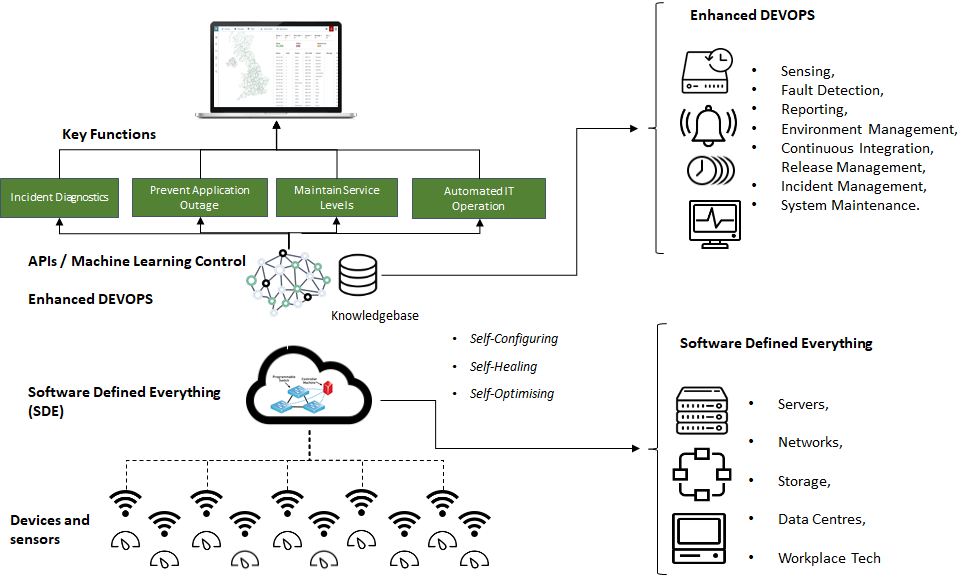 Enhanced DEVOPS
• Sensing,
• Fault Detection,
• Reporting,
• Environment Management,
• Continuous Integration,
Release Management,
• Incident Management,
• System Maintenance.
Key Functions
Incident Diagnostics
Prevent Application
Outage
Maintain Service
Levels
Automated IT
Operation
APIs / Machine Learning Control
Enhanced DEVOPS
Knowledgebase
• Self-Configuring
• Self-Healing
• Self-Optimising
Software Defined Everything
(SDE)
Programmable
Switch
Controller
Machine
Software Defined Everything
• Servers,
• Networks,
• Storage,
• Data Centres,
• Workplace Tech
Devices and
sensors